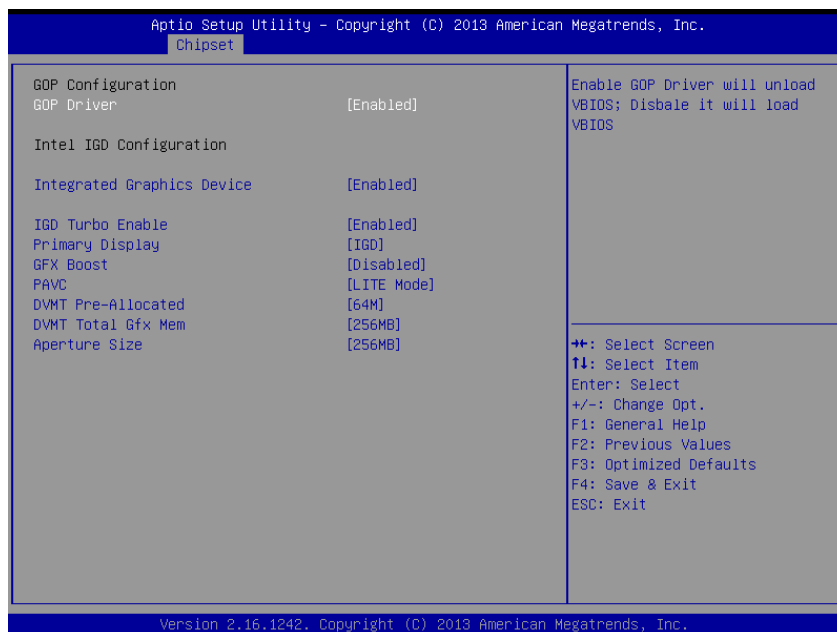 Aptio Setup Utility – Copyright (C) 2013 American Megatrends, Inc.
Chipset
GOP Configuration
GOP Driver [Enabled]
Intel IGD Configuration
Integrated Graphics Device [Enabled]
IGD Turbo Enable [Enabled]
Primary Display [IGD]
GFX Boost [Disabled]
PAVC [LITE Mode]
DVMT Pre-Allocated [64M]
DVMT Total Gfx Mem [256MB]
Aperture Size [256MB]
Enable GOP Driver will unload
VBIOS; Disbale it will load
VBIOS
→←: Select Screen
↑↓: Select Item
Enter: Select
+/-: Change Opt.
F1: General Help
F2: Previous Values
F3: Optimized Defaults
F4: Save & Exit
ESC: Exit
Version 2.16.1242. Copyright (C) 2013 American Megatrends, Inc.